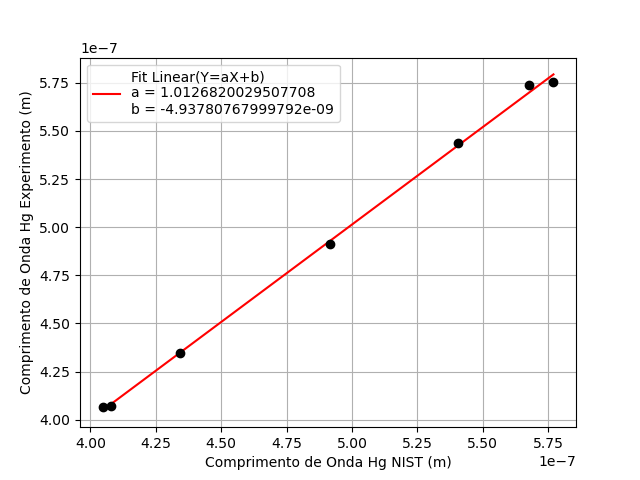 1e−7
Fit Linear(Y=aX+b)
a = 1.0126820029507708
b = -4.93780767999792e-09
5.75
5.50
5.25
5.00
4.75
4.50
4.25
4.00
Comprimento de Onda Hg Experimento (m)
4.00 4.25 4.50 4.75 5.00 5.25 5.50 5.75
Comprimento de Onda Hg NIST (m)
1e−7